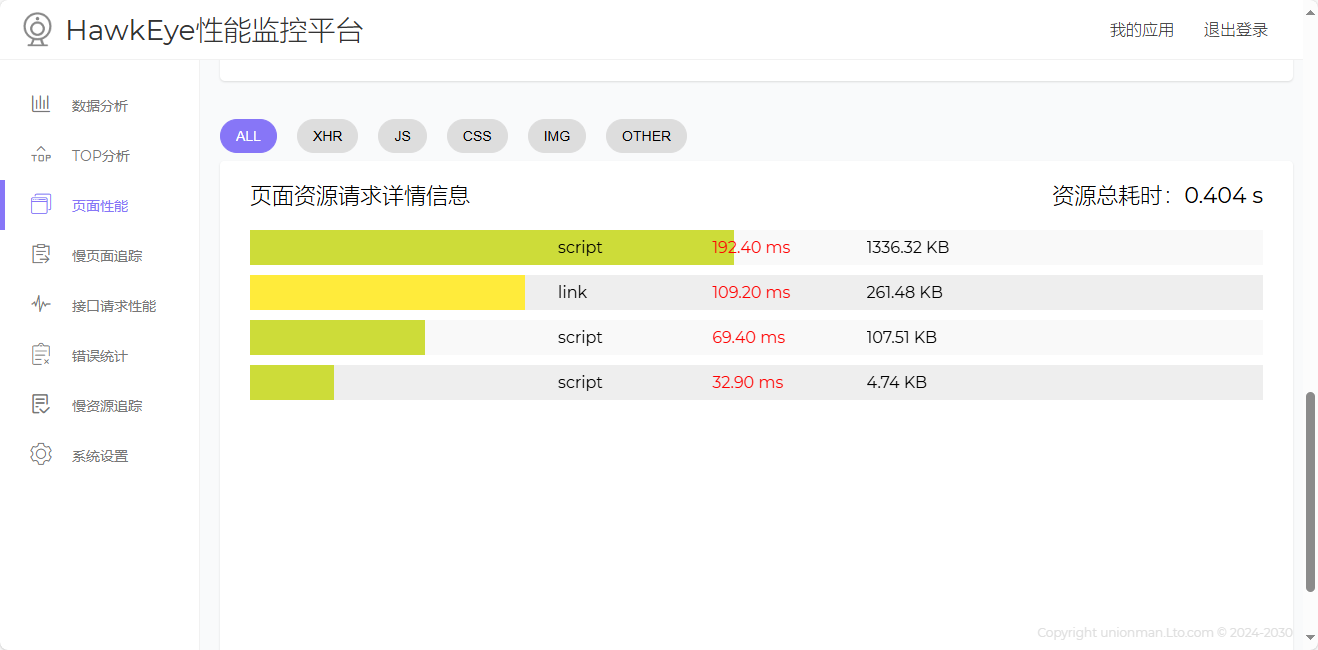 HawkEye性能监控平台
我的应用 退出登录
数据分析
TOP分析
页面性能
慢页面追踪
接口请求性能
错误统计
慢资源追踪
系统设置
ALL XHR JS CSS IMG OTHER
页面资源请求详情信息 资源总耗时：0.404 s
script 192.40 ms 1336.32 KB
link 109.20 ms 261.48 KB
script 69.40 ms 107.51 KB
script 32.90 ms 4.74 KB
Copyright unionman.Lto.com © 2024-2030